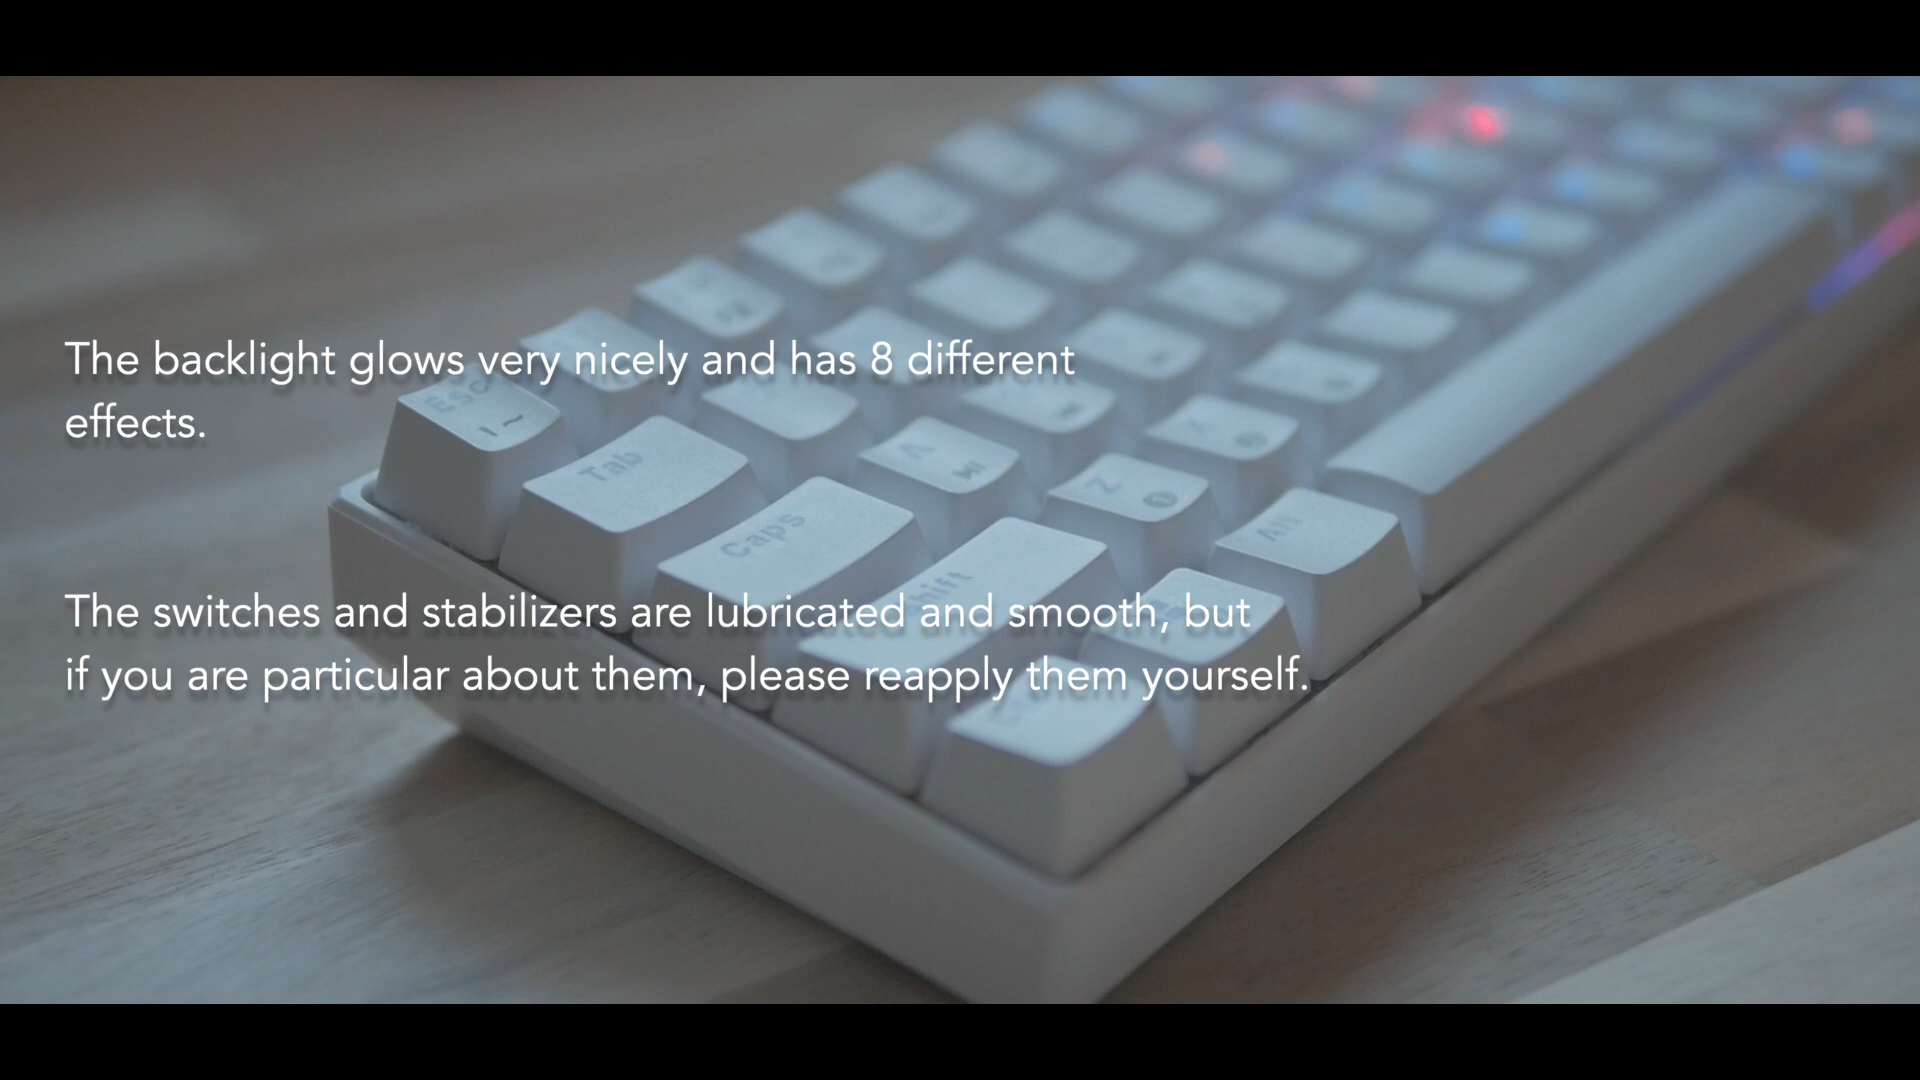 The backlight glows very nicely and has 8 different
effects.
The switches and stabilizers are lubricated and smooth, but
if you are particular about them, please reapply them yourself.
Esc
Tab
Caps
A
Z
X
Alt